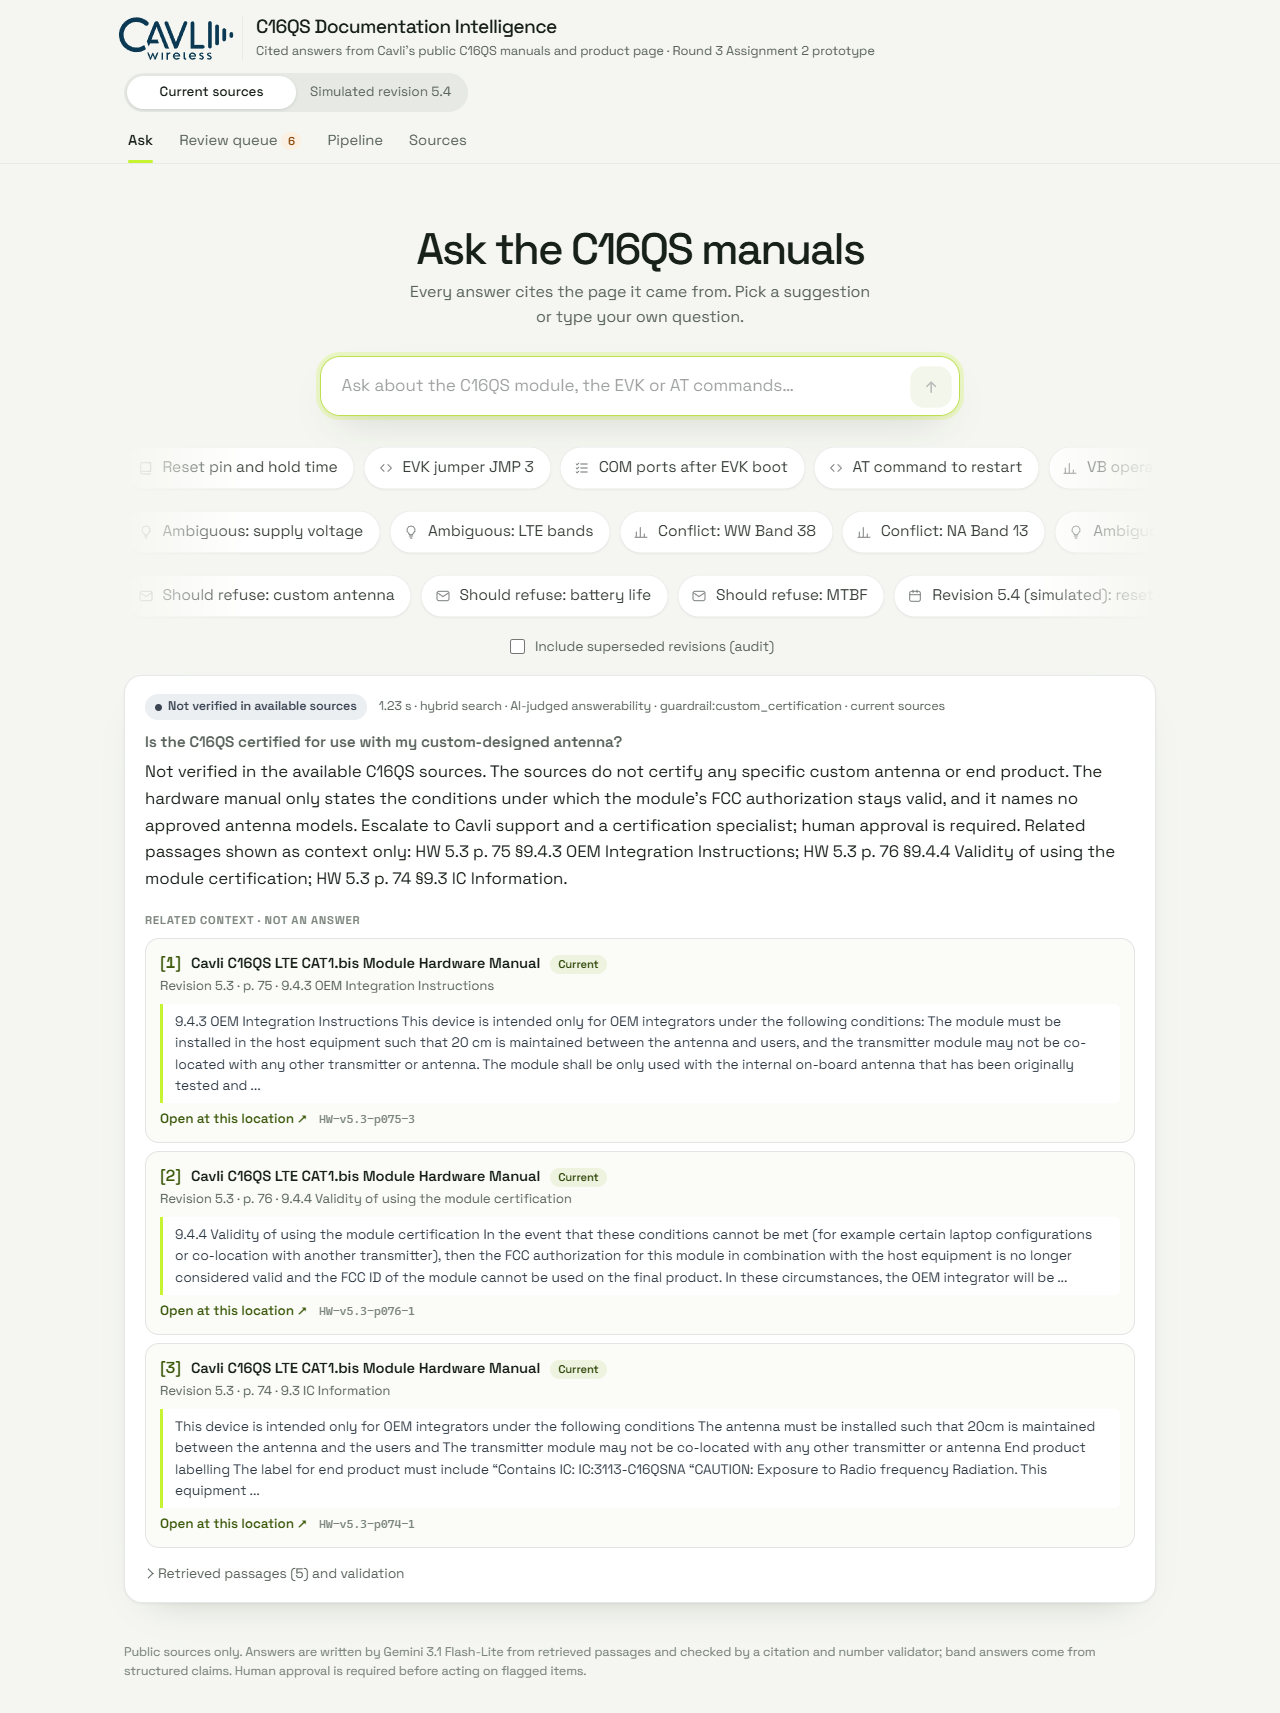 CAVLI
wireless
C16QS Documentation Intelligence
Cited answers from Cavli's public C16QS manuals and product page · Round 3 Assignment 2 prototype
Current sources
Simulated revision 5.4
Ask
Review queue 6
Pipeline
Sources
Ask the C16QS manuals
Every answer cites the page it came from. Pick a suggestion
or type your own question.
Ask about the C16QS module, the EVK or AT commands…
Reset pin and hold time
EVK jumper JMP 3
COM ports after EVK boot
AT command to restart
VB opera
Ambiguous: supply voltage
Ambiguous: LTE bands
Conflict: WW Band 38
Conflict: NA Band 13
Ambiguo
Should refuse: custom antenna
Should refuse: battery life
Should refuse: MTBF
Revision 5.4 (simulated): reset
Include superseded revisions (audit)
Not verified in available sources
1.23 s · hybrid search · AI-judged answerability · guardrail:custom_certification · current sources
Is the C16QS certified for use with my custom-designed antenna?
Not verified in the available C16QS sources. The sources do not certify any specific custom antenna or end product. The
hardware manual only states the conditions under which the module's FCC authorization stays valid, and it names no
approved antenna models. Escalate to Cavli support and a certification specialist; human approval is required. Related
passages shown as context only: HW 5.3 p. 75 §9.4.3 OEM Integration Instructions; HW 5.3 p. 76 §9.4.4 Validity of using the
module certification; HW 5.3 p. 74 §9.3 IC Information.
RELATED CONTEXT · NOT AN ANSWER
[1] Cavli C16QS LTE CAT1.bis Module Hardware Manual Current
Revision 5.3 · p. 75 · 9.4.3 OEM Integration Instructions
9.4.3 OEM Integration Instructions This device is intended only for OEM integrators under the following conditions: The module must be
installed in the host equipment such that 20 cm is maintained between the antenna and users, and the transmitter module may not be co-
located with any other transmitter or antenna. The module shall be only used with the internal on-board antenna that has been originally
tested and …
Open at this location ↗ HW-v5.3-p075-3
[2] Cavli C16QS LTE CAT1.bis Module Hardware Manual Current
Revision 5.3 · p. 76 · 9.4.4 Validity of using the module certification
9.4.4 Validity of using the module certification In the event that these conditions cannot be met (for example certain laptop configurations
or co-location with another transmitter), then the FCC authorization for this module in combination with the host equipment is no longer
considered valid and the FCC ID of the module cannot be used on the final product. In these circumstances, the OEM integrator will be …
Open at this location ↗ HW-v5.3-p076-1
[3] Cavli C16QS LTE CAT1.bis Module Hardware Manual Current
Revision 5.3 · p. 74 · 9.3 IC Information
This device is intended only for OEM integrators under the following conditions The antenna must be installed such that 20cm is maintained
between the antenna and the users and The transmitter module may not be co-located with any other transmitter or antenna End product
labelling The label for end product must include “Contains IC: IC:3113-C16QSNA “CAUTION: Exposure to Radio frequency Radiation. This
equipment …
Open at this location ↗ HW-v5.3-p074-1
Retrieved passages (5) and validation
Public sources only. Answers are written by Gemini 3.1 Flash-Lite from retrieved passages and checked by a citation and number validator; band answers come from
structured claims. Human approval is required before acting on flagged items.